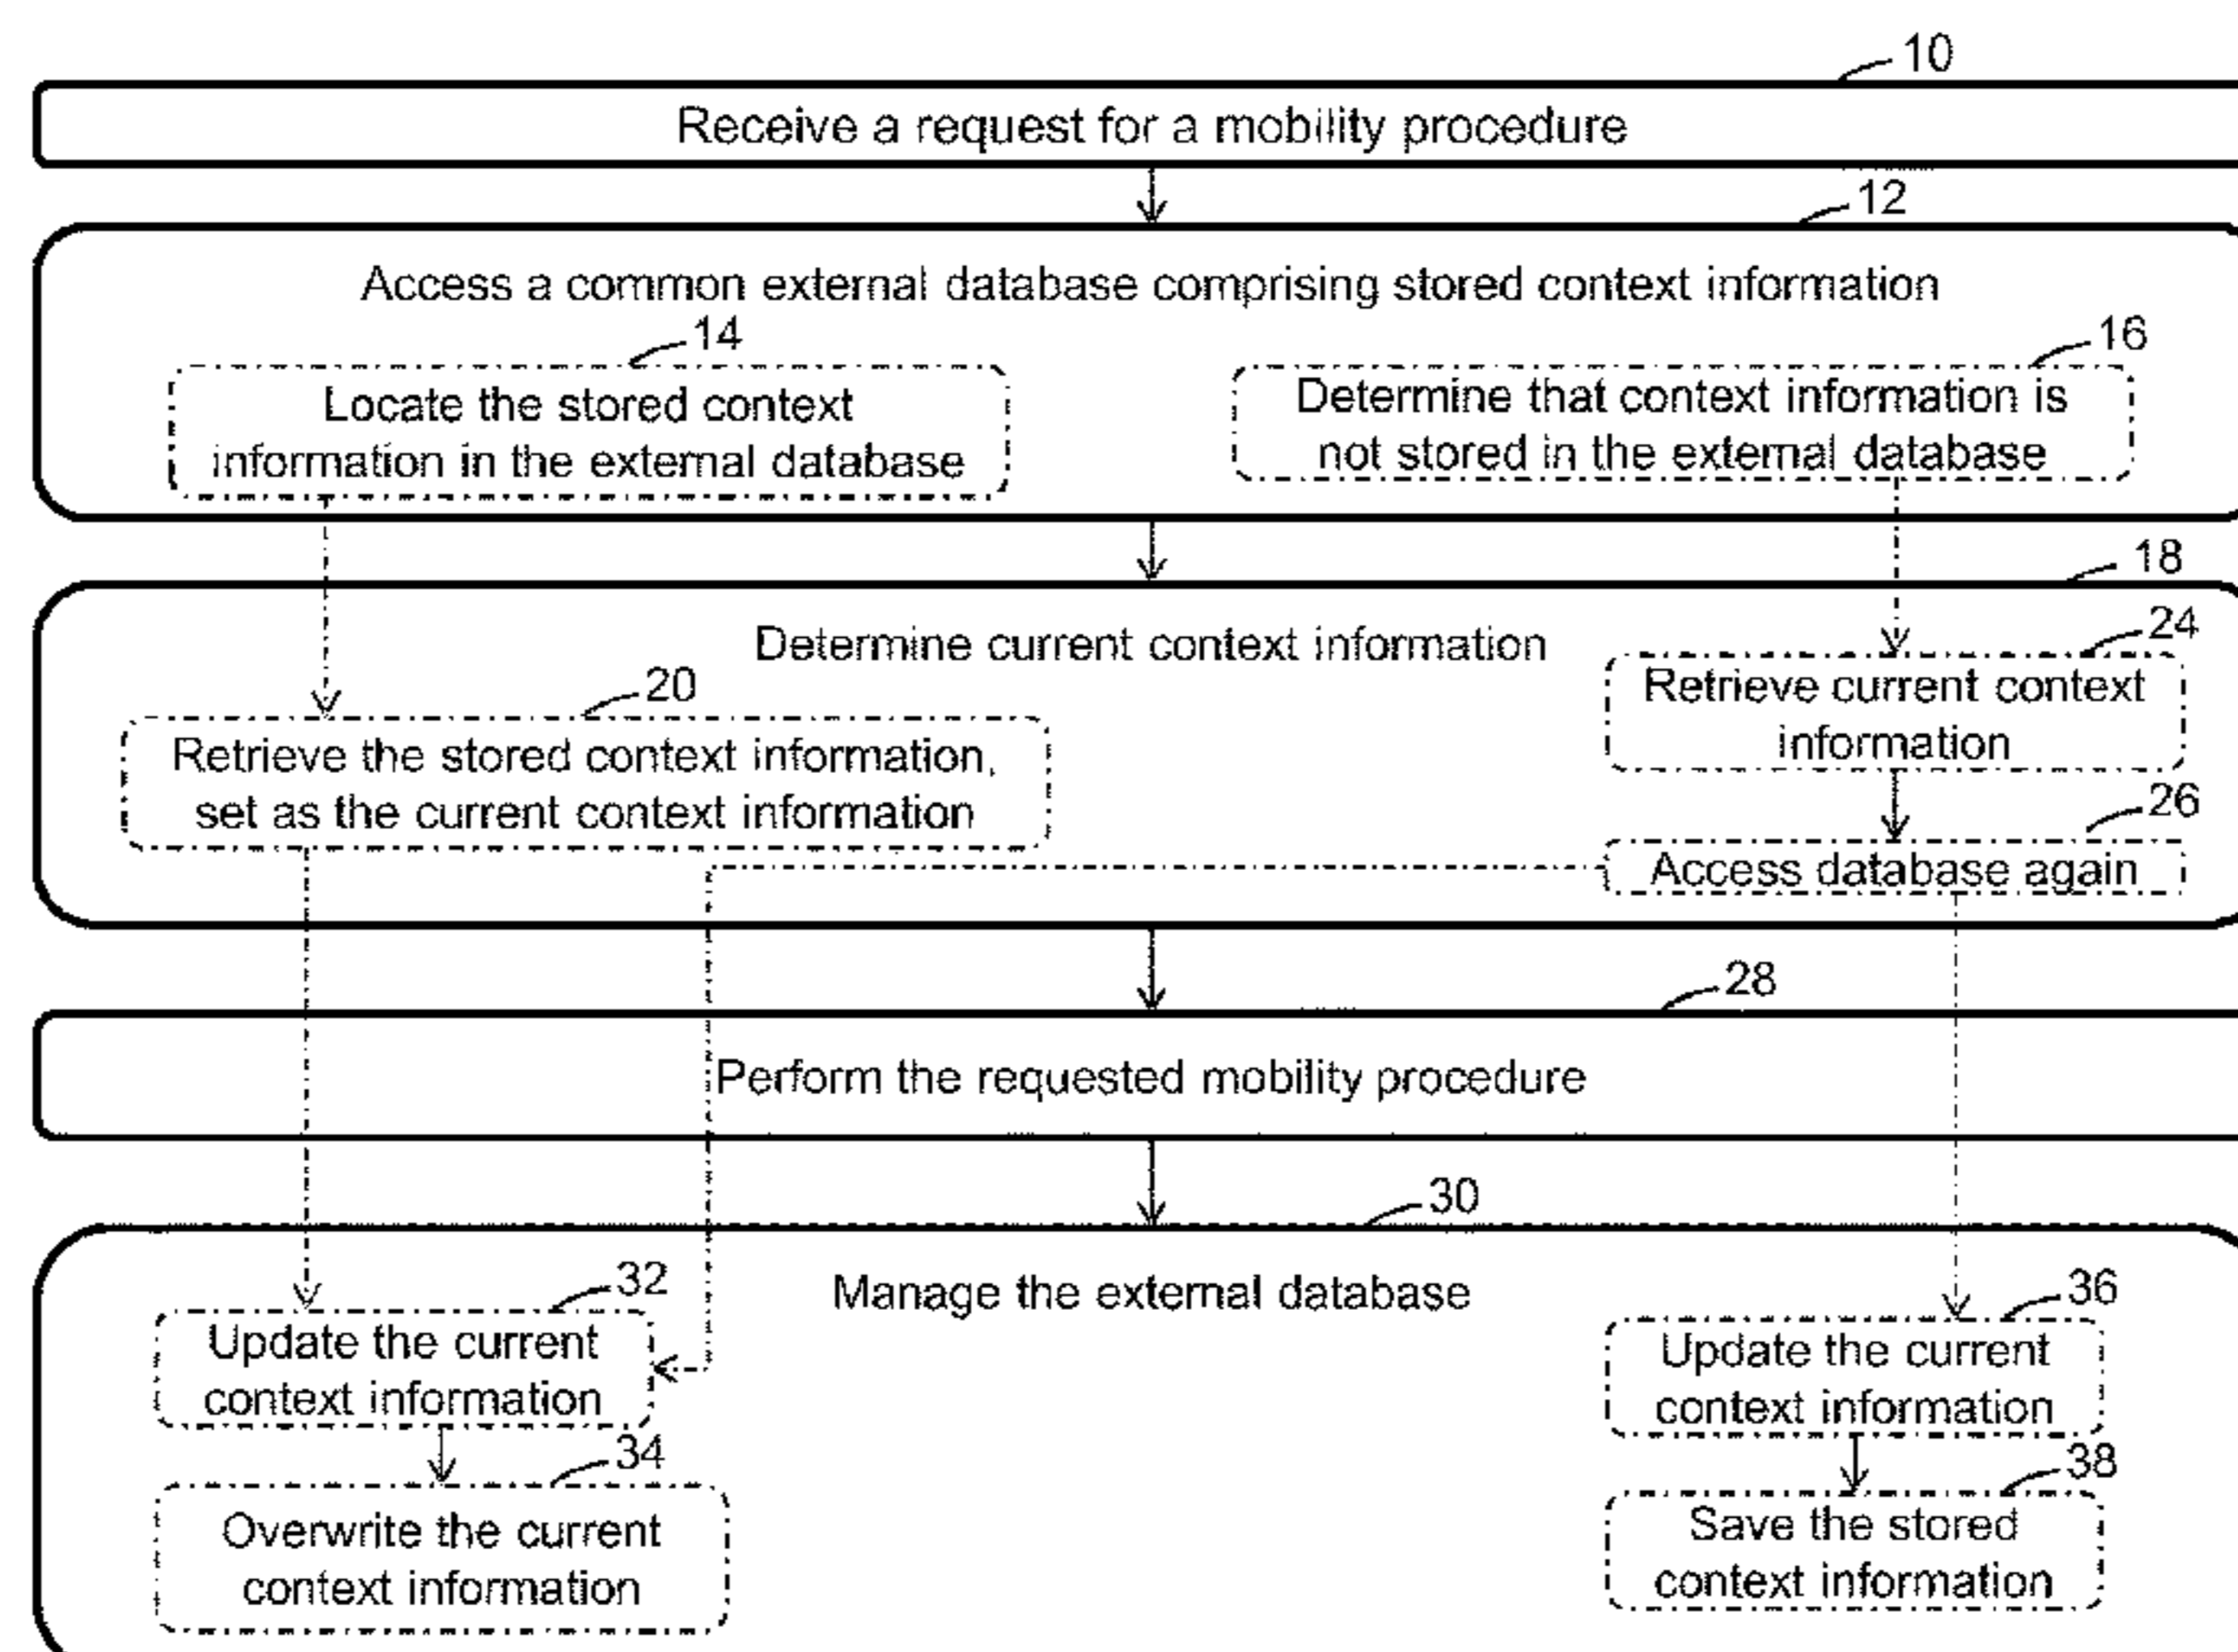 10
Receive a request for a mobility procedure
12
Access a common external database comprising stored context information
14
Locate the stored context
information in the external database
16
Determine that context information is
not stored in the external database
18
Determine current context information
20
Retrieve the stored context information,
set as the current context information
24
Retrieve current context
information
26
Access database again
28
Perform the requested mobility procedure
30
Manage the external database
32
Update the current
context information
34
Overwrite the current
context information
36
Update the current
context information
38
Save the stored
context information